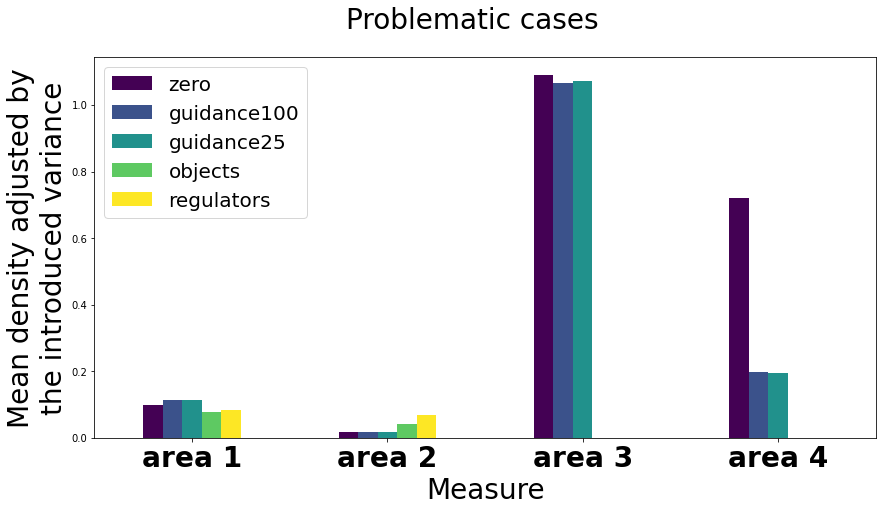 Problematic cases
Mean density adjusted by
the introduced variance
1.0
0.8
0.6
0.4
0.2
0.0
zero
guidance100
guidance25
objects
regulators
area 1 area 2 area 3 area 4
Measure